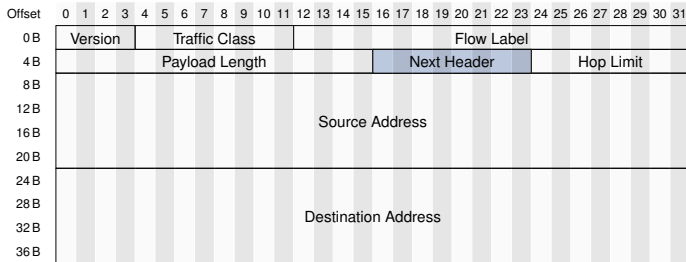 Offset 0 1 2 3 4 5 6 7 8 9 10 11 12 13 14 15 16 17 18 19 20 21 22 23 24 25 26 27 28 29 30 31
0 B Version Traffic Class Flow Label
4 B Payload Length Next Header Hop Limit
8 B
12 B
Source Address
16 B
20 B
24 B
28 B
Destination Address
32 B
36 B